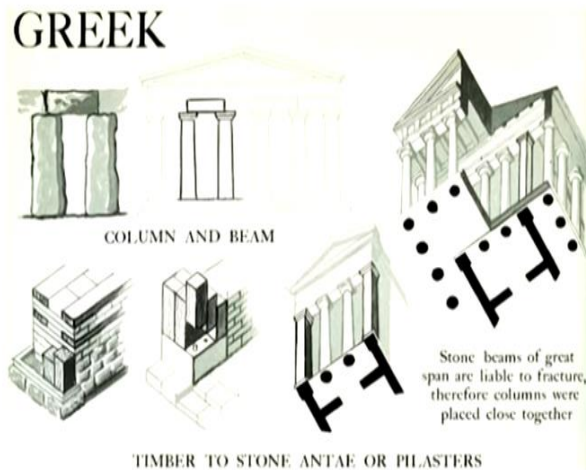 GREEK
COLUMN AND BEAM
Stone beams of great
span are liable to fracture,
therefore columns were
placed close together
TIMBER TO STONE ANTAE OR PILASTERS